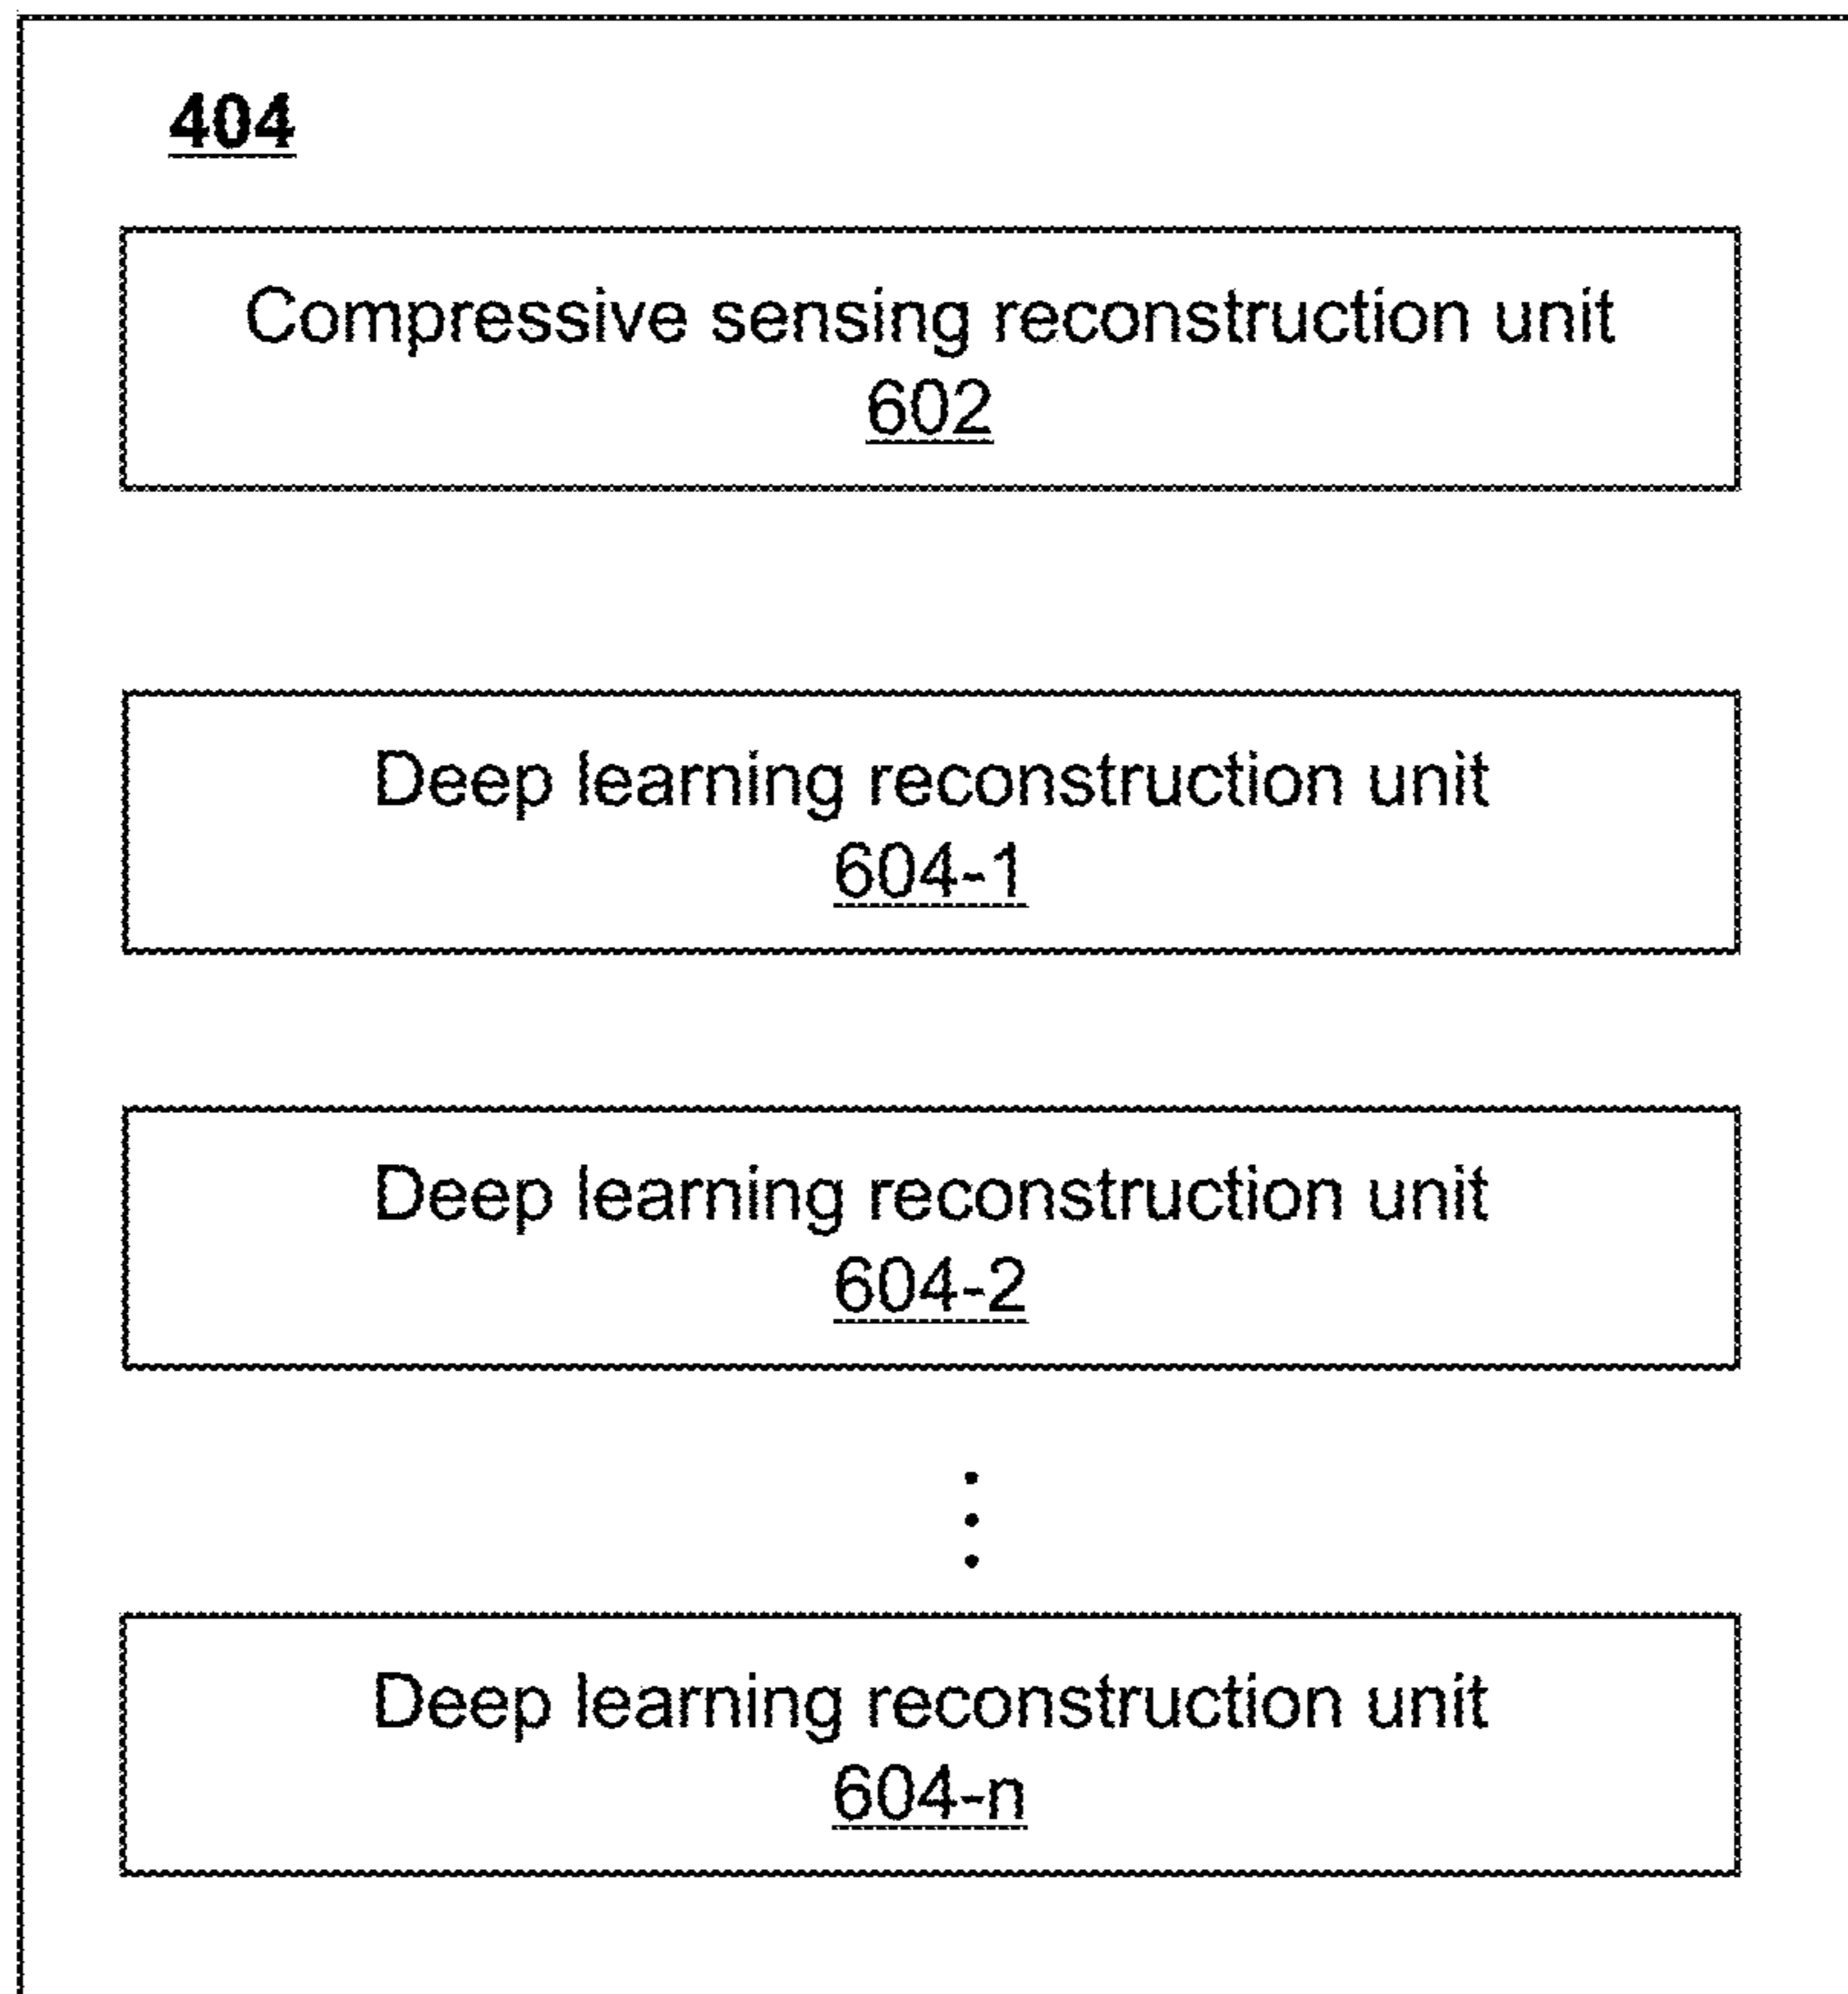 404
Compressive sensing reconstruction unit
602
Deep learning reconstruction unit
604-1
Deep learning reconstruction unit
604-2
Deep learning reconstruction unit
604-n